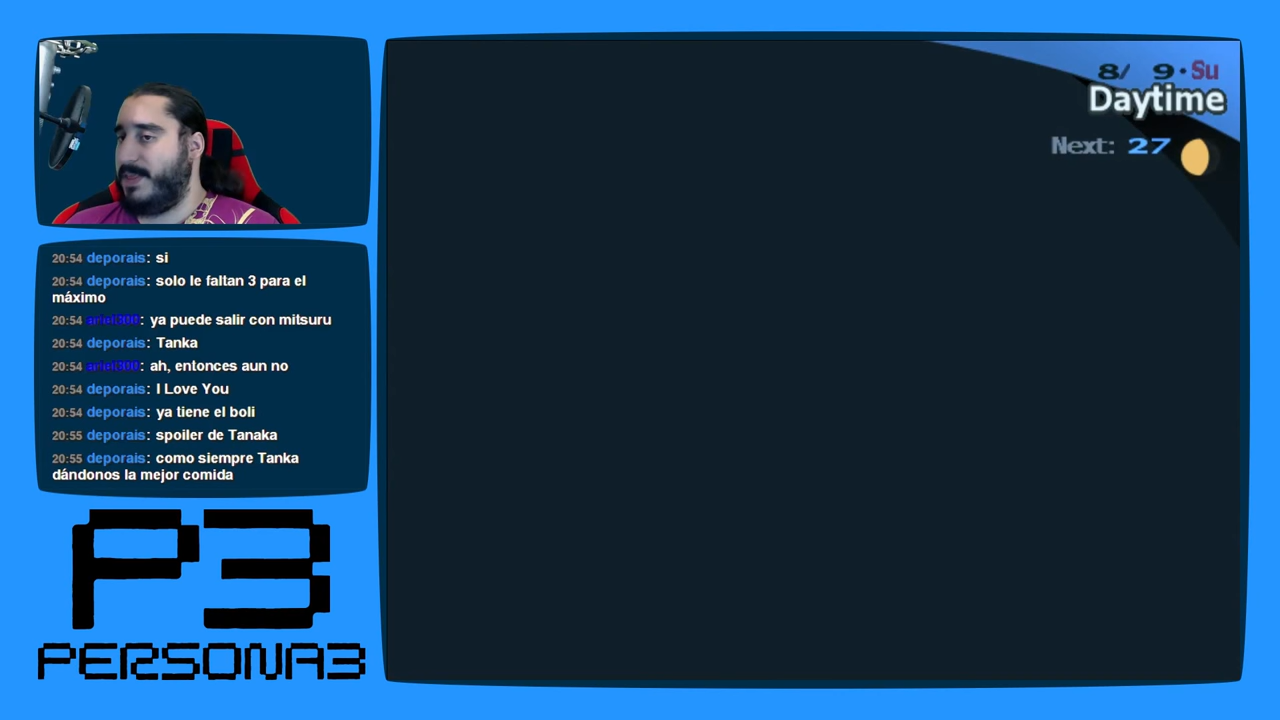 8/ 9·Su
Daytime
Next: 27
20:54 deporais: si
20:54 deporais: solo le faltan 3 para el
máximo
20:54 ariel300: ya puede salir con mitsuru
20:54 deporais: Tanka
20:54 ariel300: ah, entonces aun no
20:54 deporais: I Love You
20:54 deporais: ya tiene el boli
20:55 deporais: spoiler de Tanaka
20:55 deporais: como siempre Tanka
dándonos la mejor comida
P3
PERSONA3